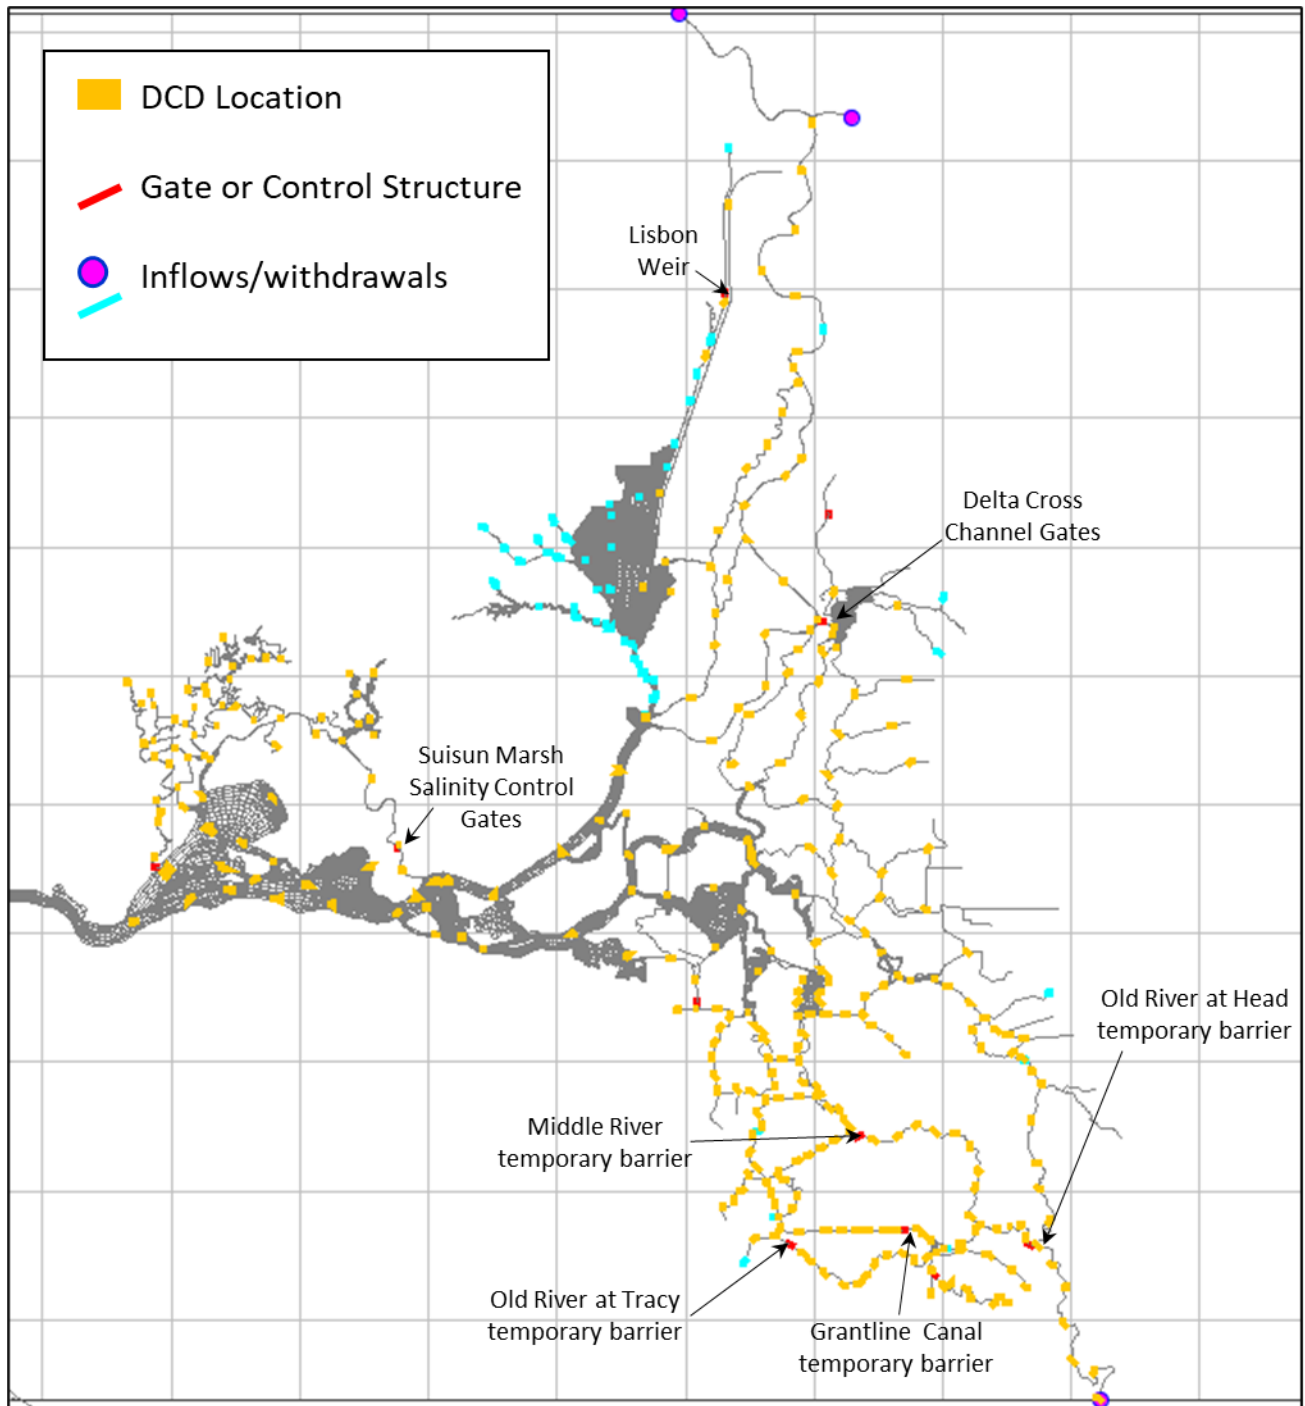 DCD Location
Gate or Control Structure
Inflows/withdrawals
Lisbon
Weir
Delta Cross
Channel Gates
Suisun Marsh
Salinity Control
Gates
Old River at Head
temporary barrier
Middle River
temporary barrier
Old River at Tracy
temporary barrier
Grantline Canal
temporary barrier